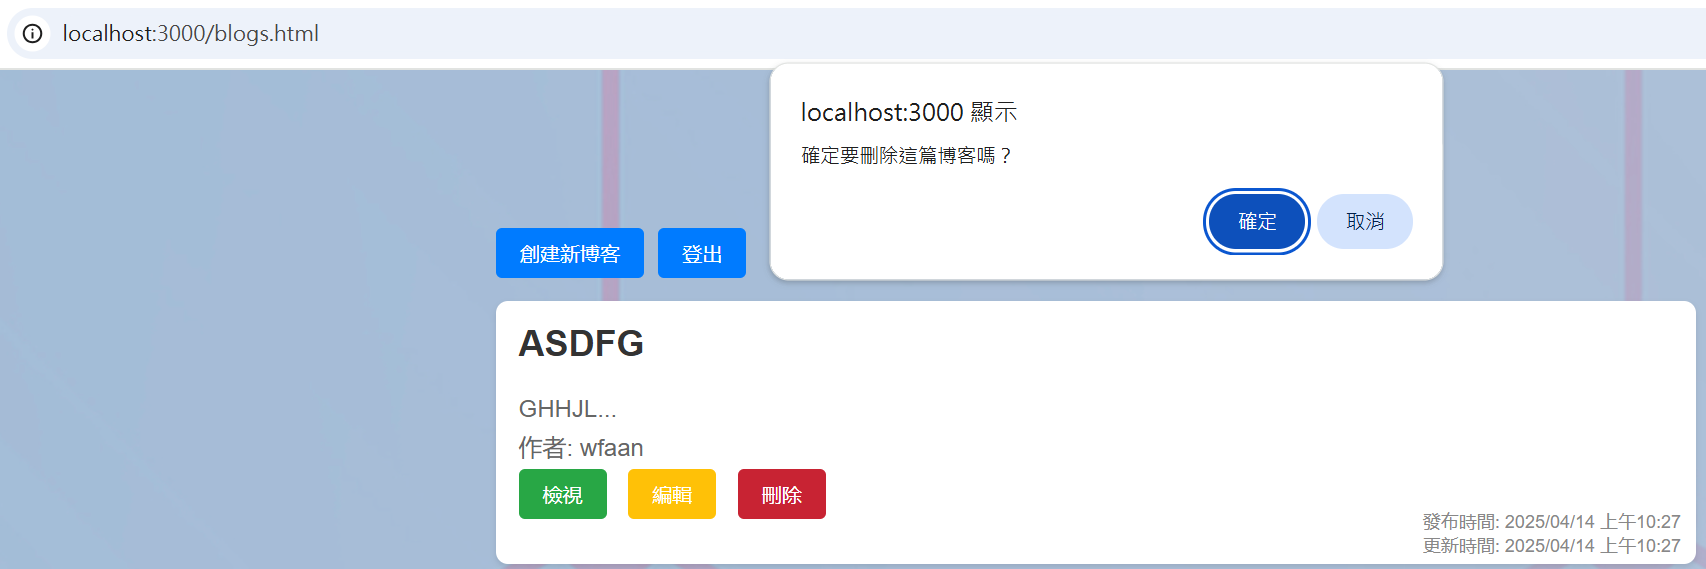 localhost:3000/blogs.html
localhost:3000 顯示
確定要刪除這篇博客嗎？
確定 取消
創建新博客 登出
ASDFG
GHHJL...
作者: wfaan
檢視 編輯 刪除
發布時間: 2025/04/14 上午10:27
更新時間: 2025/04/14 上午10:27